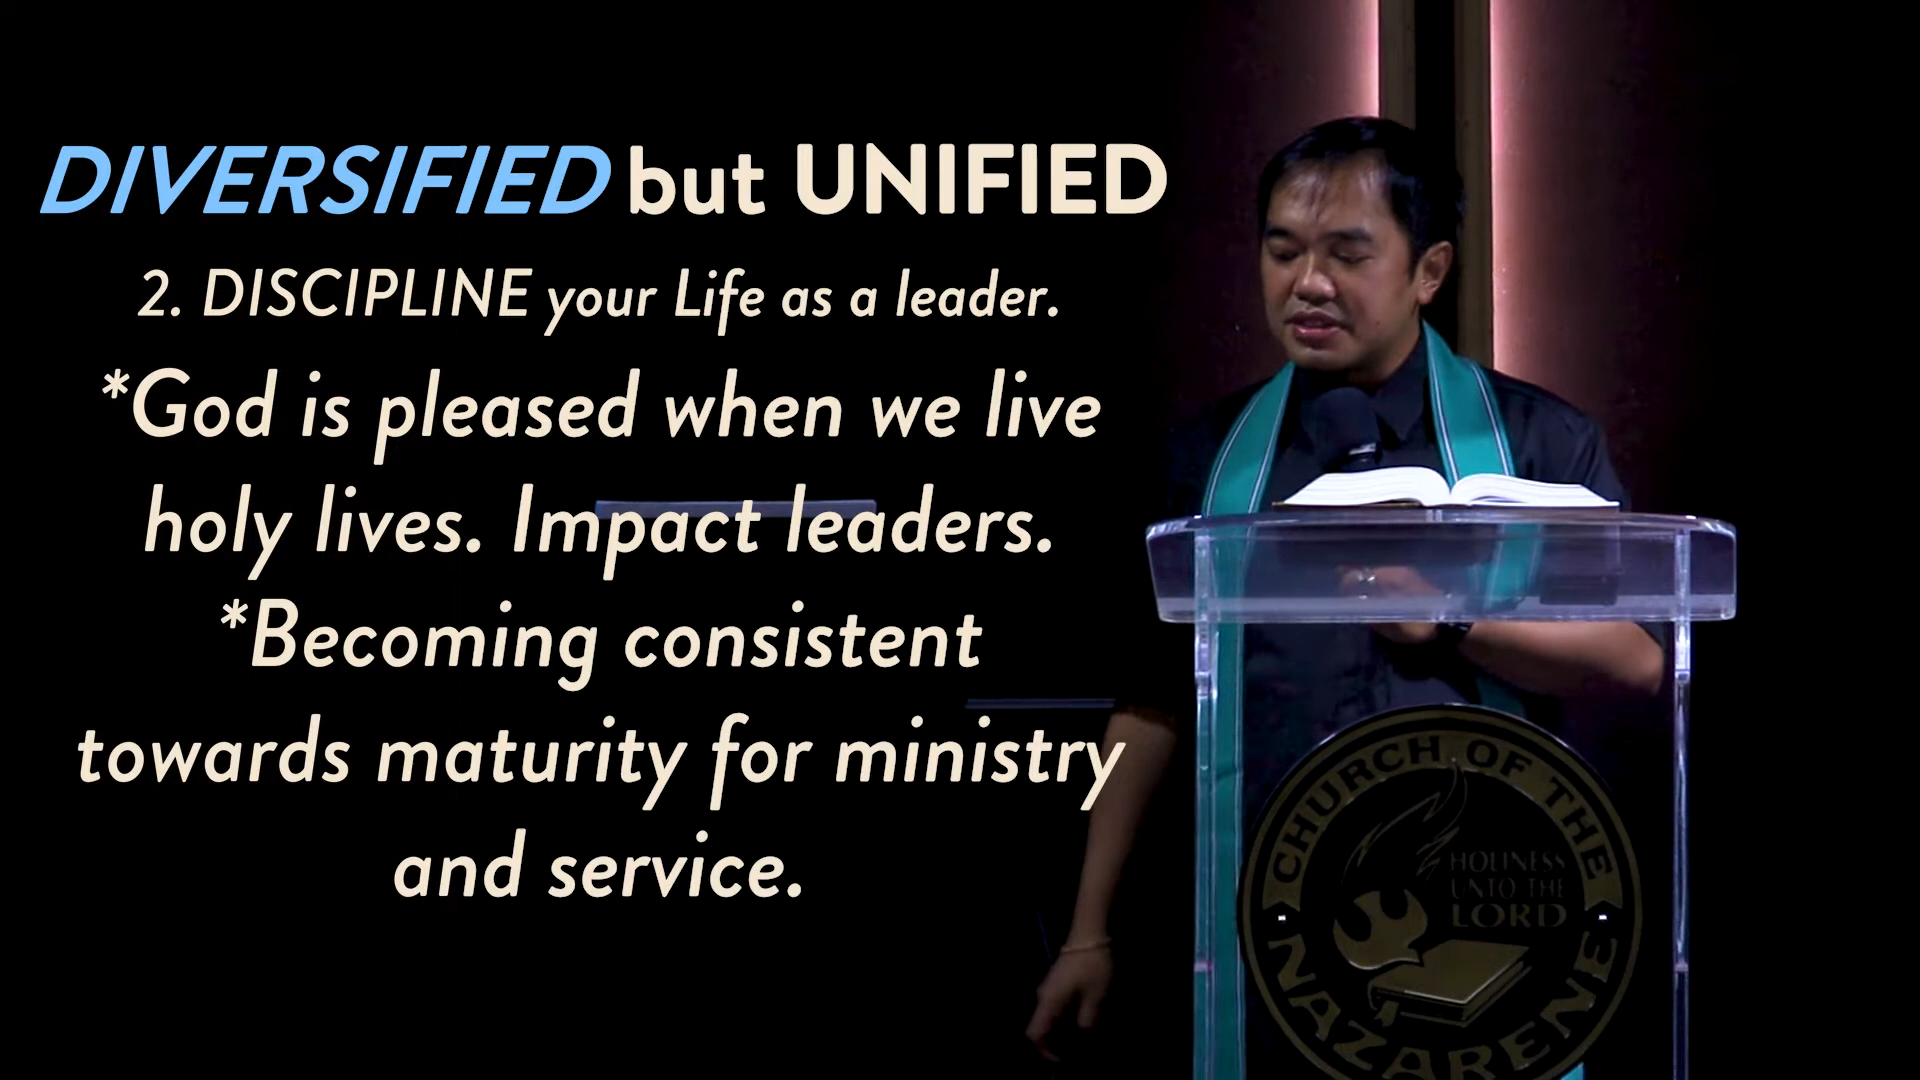 DIVERSIFIED but UNIFIED
2. DISCIPLINE your Life as a leader.
*God is pleased when we live
holy lives. Impact leaders.
*Becoming consistent
towards maturity for ministry
and service.
CHURCH OF THE
NAZARENE
HOLINESS
UNTO THE
LORD